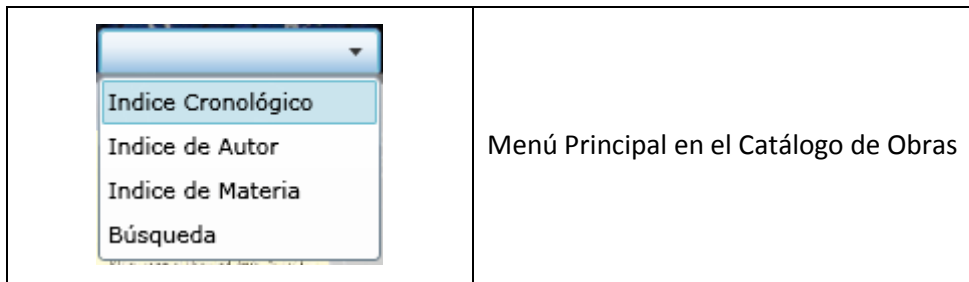 Indice Cronológico
Indice de Autor
Indice de Materia
Búsqueda
Menú Principal en el Catálogo de Obras